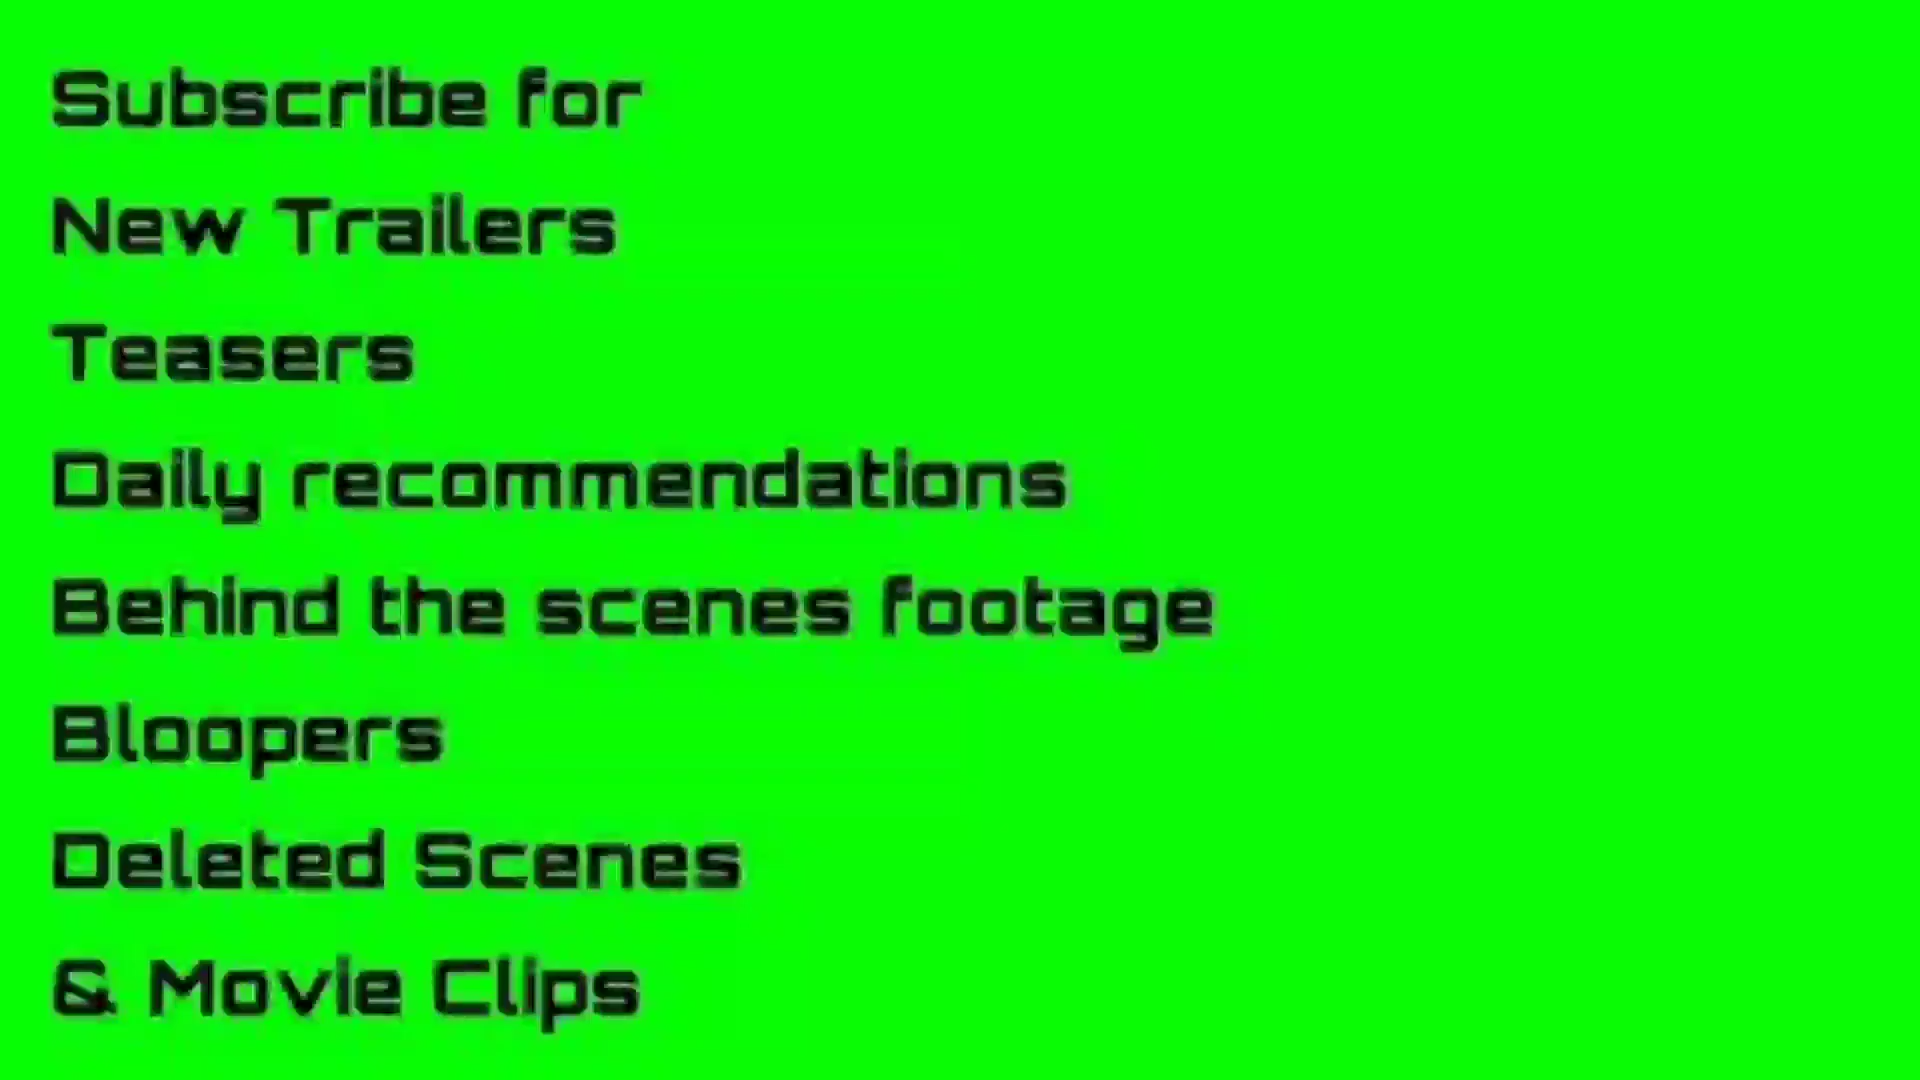 Subscribe for
New Trailers
Teasers
Daily recommendations
Behind the scenes footage
Bloopers
Deleted Scenes
& Movie Clips